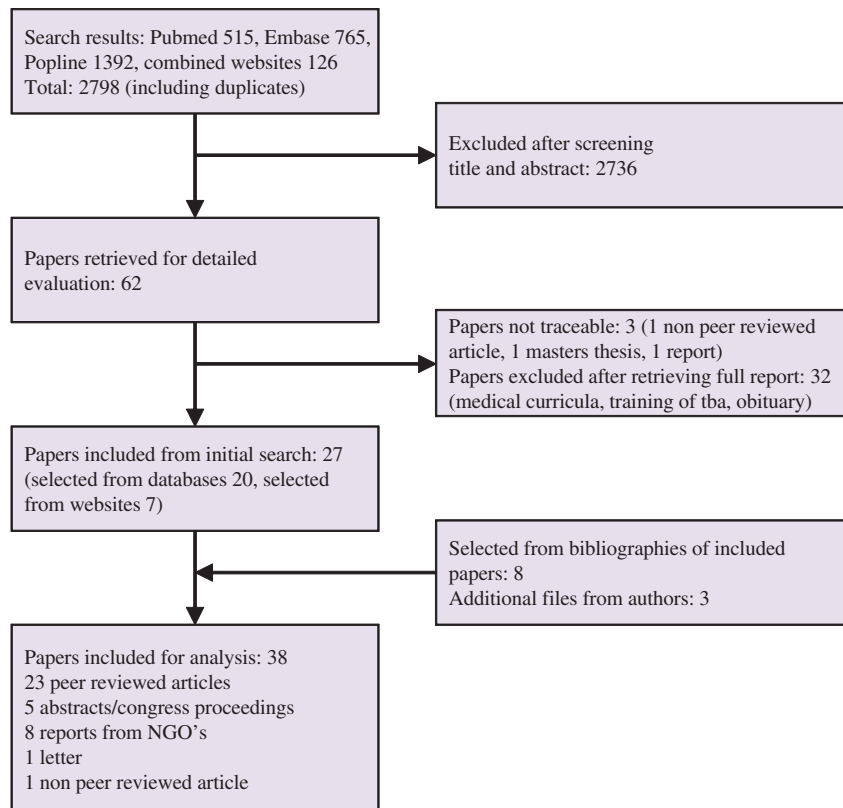 Search results: Pubmed 515, Embase 765,
Popline 1392, combined websites 126
Total: 2798 (including duplicates)
Excluded after screening
title and abstract: 2736
Papers retrieved for detailed
evaluation: 62
Papers not traceable: 3 (1 non peer reviewed
article, 1 masters thesis, 1 report)
Papers excluded after retrieving full report: 32
(medical curricula, training of tba, obituary)
Papers included from initial search: 27
(selected from databases 20, selected
from websites 7)
Selected from bibliographies of included
papers: 8
Additional files from authors: 3
Papers included for analysis: 38
23 peer reviewed articles
5 abstracts/congress proceedings
8 reports from NGO's
1 letter
1 non peer reviewed article